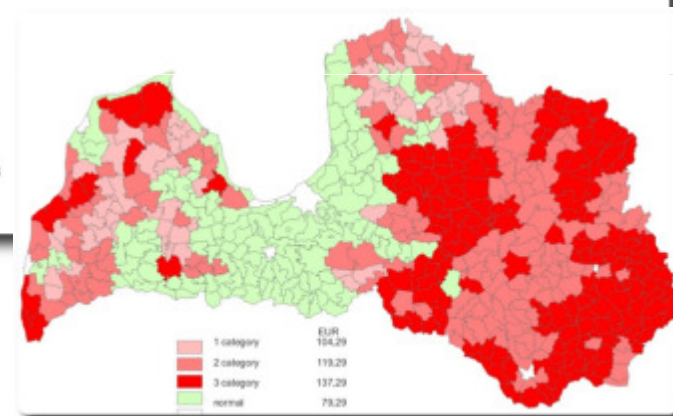 EUR
1 category 104,29
2 category 119,29
3 category 137,29
normal 79,29